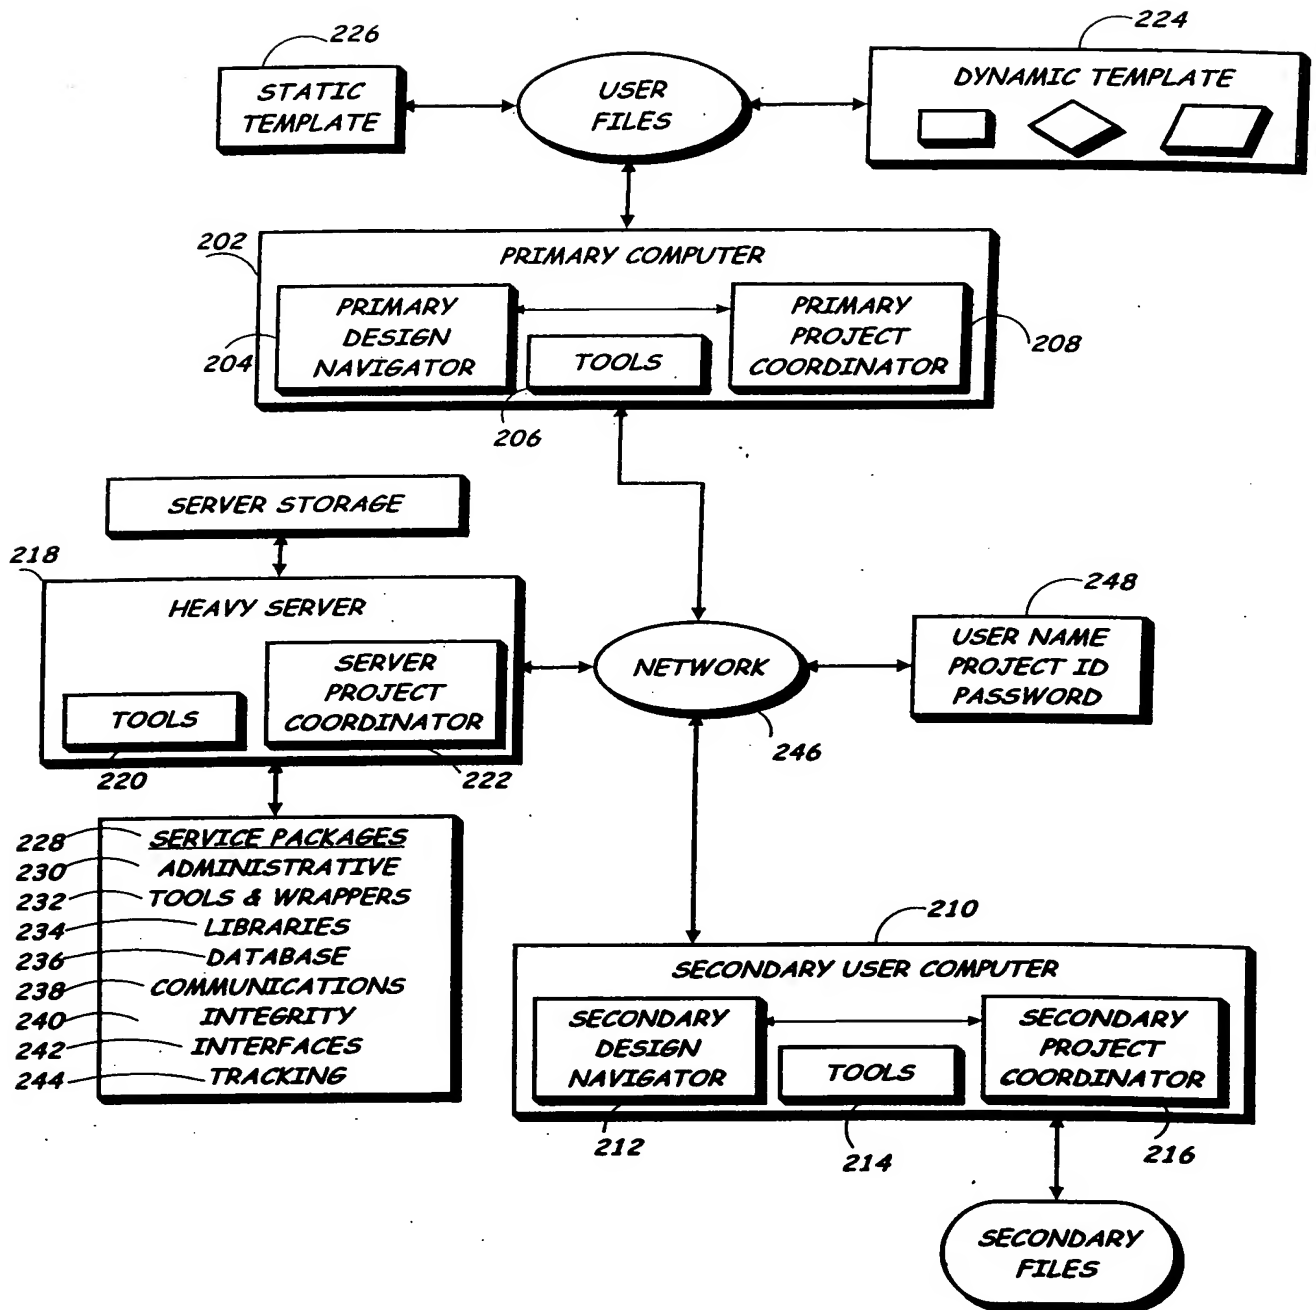 226
224
STATIC
TEMPLATE
USER
FILES
DYNAMIC TEMPLATE
202
PRIMARY COMPUTER
PRIMARY
DESIGN
NAVIGATOR
204
TOOLS
206
PRIMARY
PROJECT
COORDINATOR
208
SERVER STORAGE
218
HEAVY SERVER
SERVER
PROJECT
COORDINATOR
TOOLS
220
222
NETWORK
246
248
USER NAME
PROJECT ID
PASSWORD
228 SERVICE PACKAGES
230 ADMINISTRATIVE
232 TOOLS & WRAPPERS
234 LIBRARIES
236 DATABASE
238 COMMUNICATIONS
240 INTEGRITY
242 INTERFACES
244 TRACKING
210
SECONDARY USER COMPUTER
SECONDARY
DESIGN
NAVIGATOR
212
TOOLS
214
SECONDARY
PROJECT
COORDINATOR
216
SECONDARY
FILES